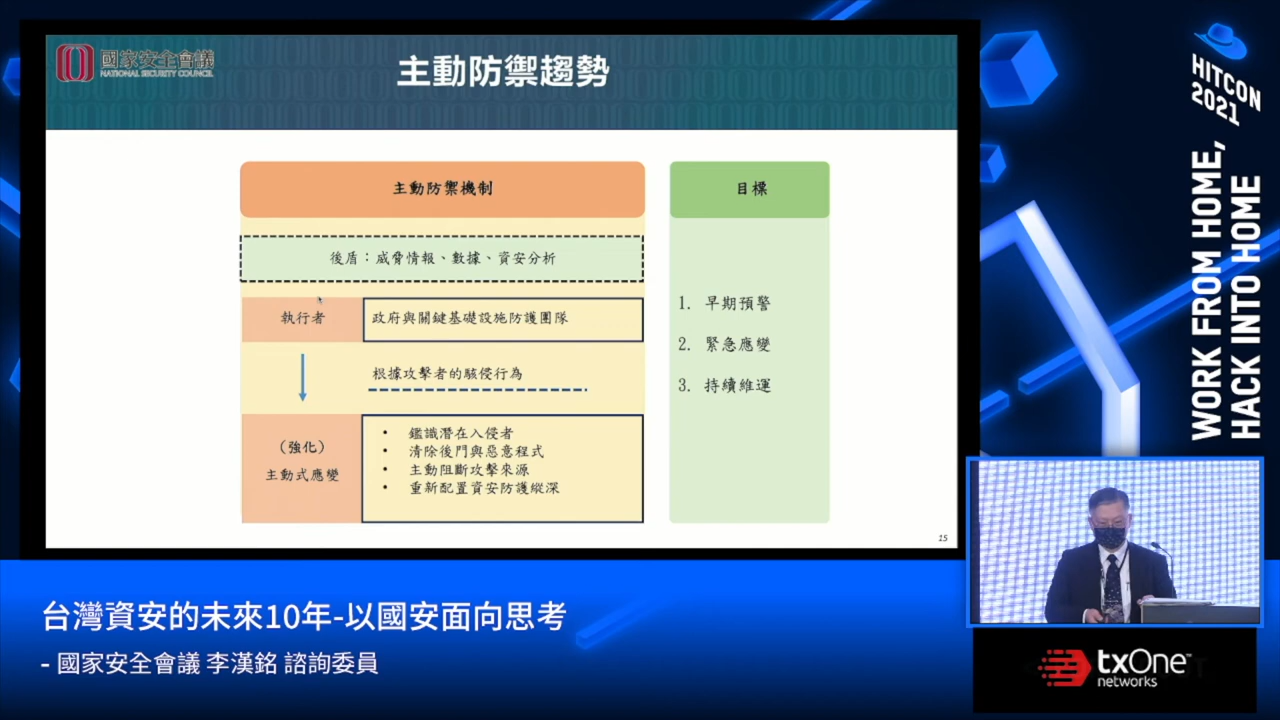 國家安全會議
NATIONAL SECURITY COUNCIL
主動防禦趨勢
主動防禦機制
後盾：威脅情報、數據、資安分析
執行者
政府與關鍵基礎設施防護團隊
根據攻擊者的駭侵行為
（強化）
主動式應變
• 鑑識潛在入侵者
• 清除後門與惡意程式
• 主動阻斷攻擊來源
• 重新配置資安防護縱深
目標
1. 早期預警
2. 緊急應變
3. 持續維運
15
HITCON
2021
WORK FROM HOME,
HACK INTO HOME
台灣資安的未來10年-以國安面向思考
- 國家安全會議 李漢銘 諮詢委員
txOne™
networks